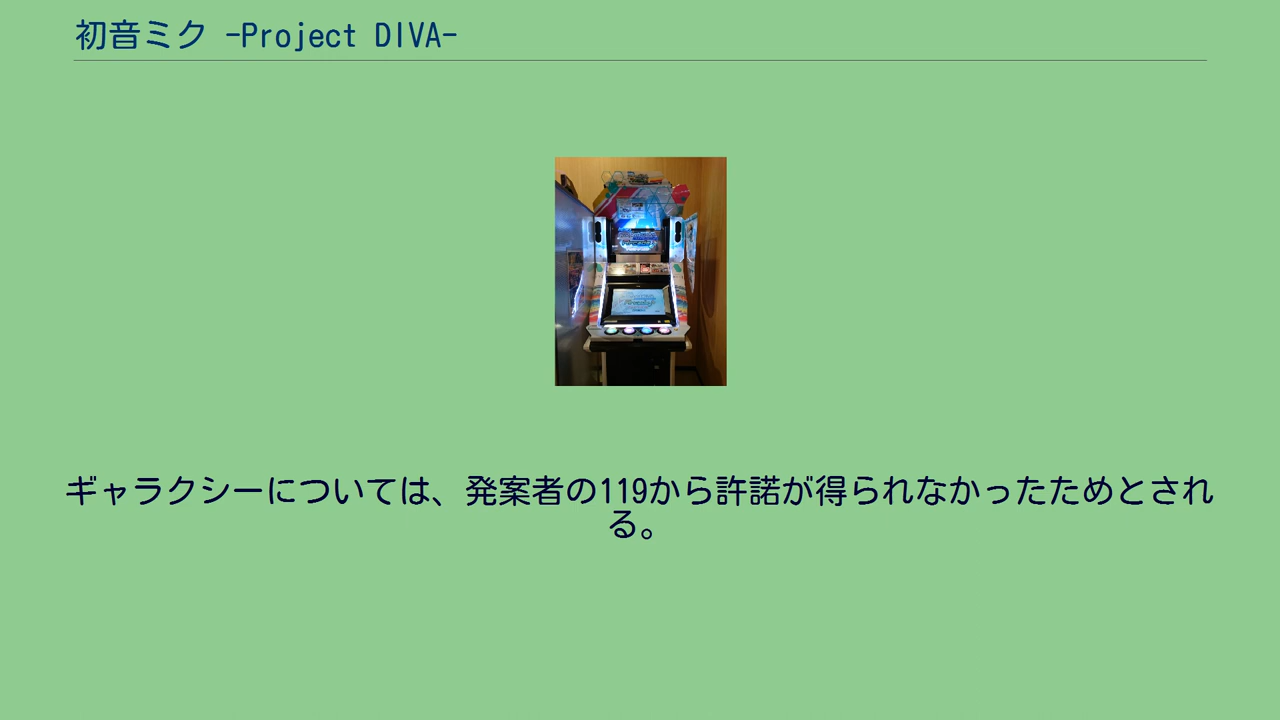 初音ミク -Project DIVA-
ギャラクシーについては、発案者の119から許諾が得られなかったためとされ
る。